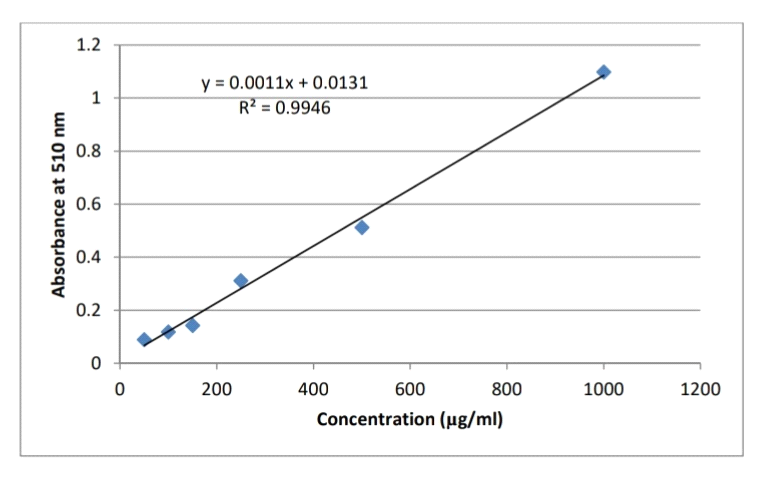 1.2
y = 0.0011x + 0.0131
1
R² = 0.9946
0.8
0.6
0.4
0.2
0
Absorbance at 510 nm
0 200 400 600 800 1000 1200
Concentration (μg/ml)